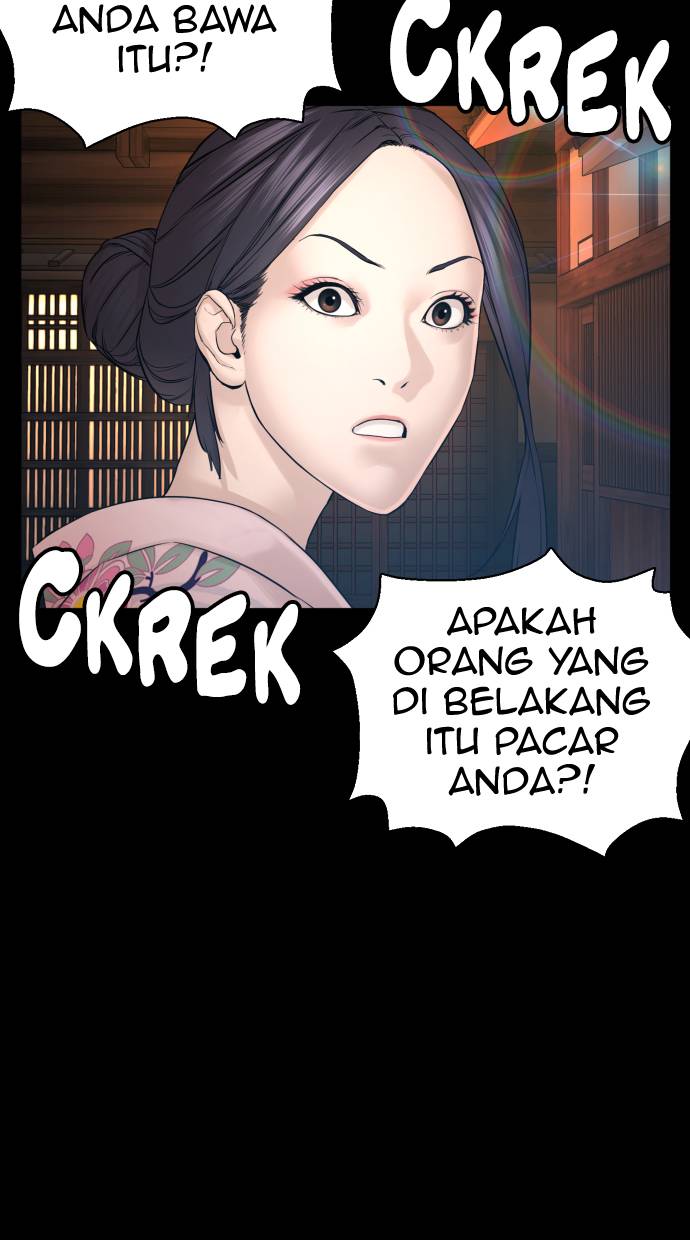 ANDA BAWA
ITU?!
CKREK
CKREK
APAKAH
ORANG YANG
DI BELAKANG
ITU PACAR
ANDA?!